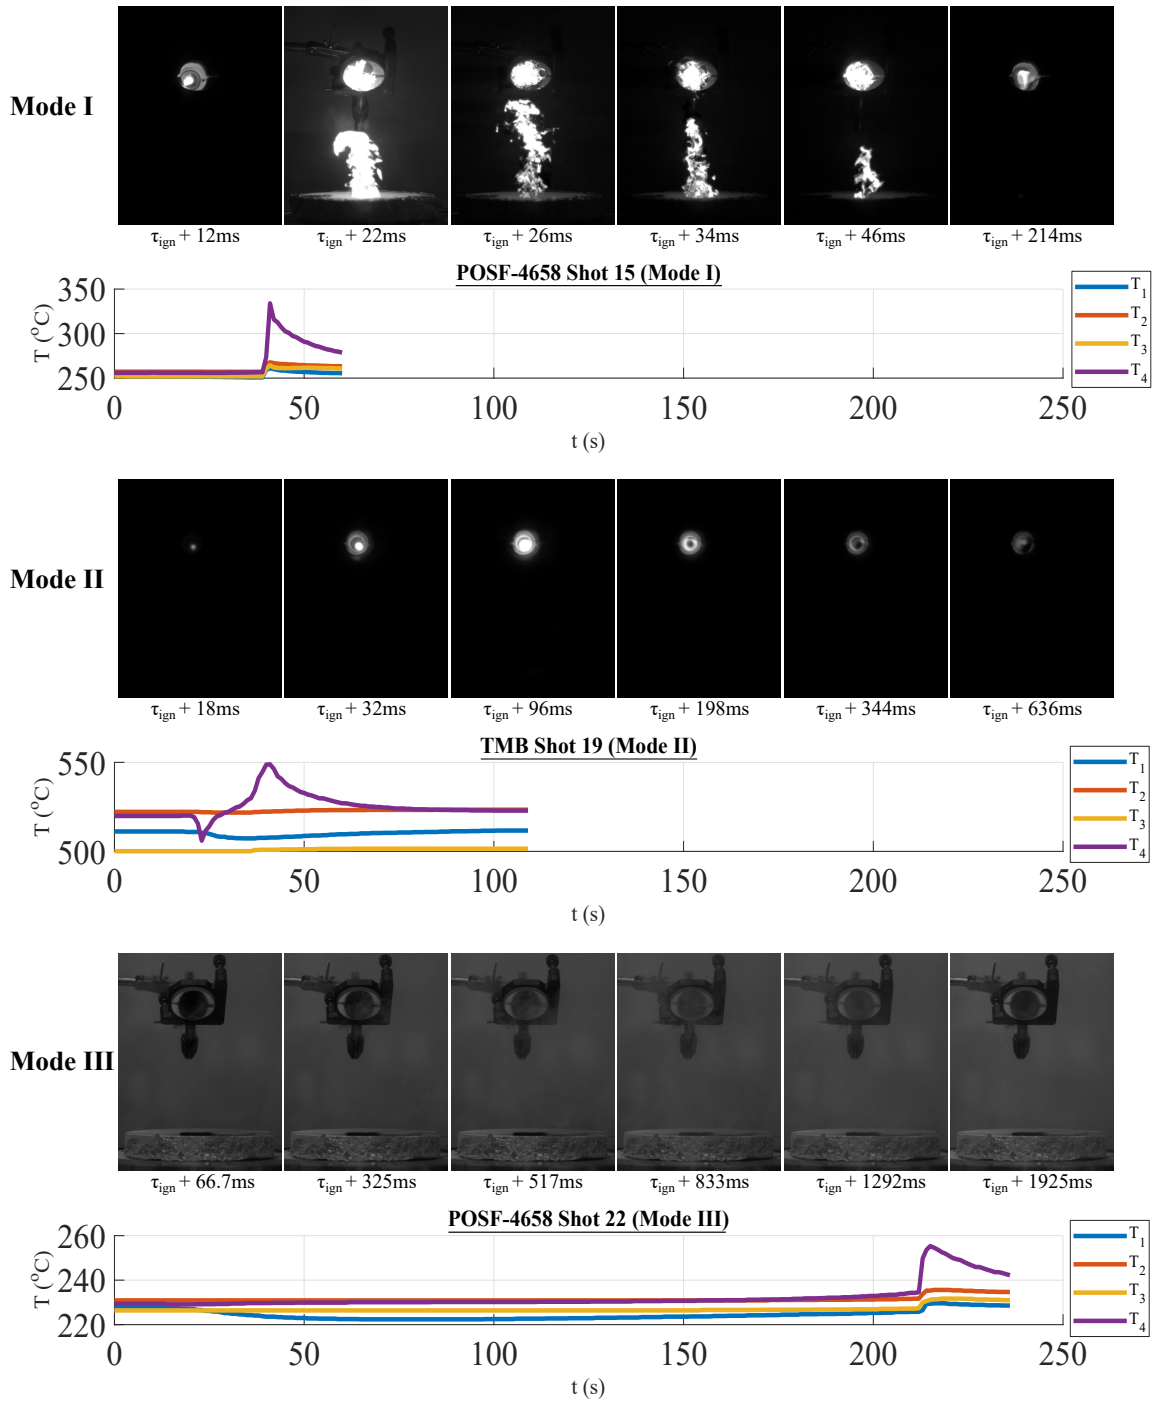 Mode I
τign + 12ms τign + 22ms τign + 26ms τign + 34ms τign + 46ms τign + 214ms
POSF-4658 Shot 15 (Mode I)
350
300
250
T (°C)
0 50 100 150 200 250
t (s)
T1
T2
T3
T4
Mode II
τign + 18ms τign + 32ms τign + 96ms τign + 198ms τign + 344ms τign + 636ms
TMB Shot 19 (Mode II)
550
500
T (°C)
0 50 100 150 200 250
t (s)
T1
T2
T3
T4
Mode III
τign + 66.7ms τign + 325ms τign + 517ms τign + 833ms τign + 1292ms τign + 1925ms
POSF-4658 Shot 22 (Mode III)
260
240
220
T (°C)
0 50 100 150 200 250
t (s)
T1
T2
T3
T4